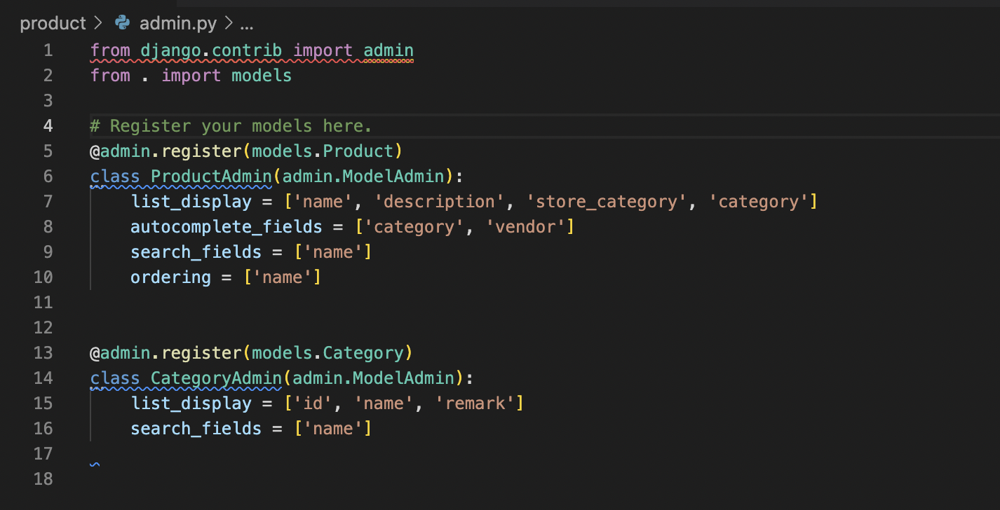 product > admin.py > ...
1 from django.contrib import admin
2 from . import models
3
4 # Register your models here.
5 @admin.register(models.Product)
6 class ProductAdmin(admin.ModelAdmin):
7     list_display = ['name', 'description', 'store_category', 'category']
8     autocomplete_fields = ['category', 'vendor']
9     search_fields = ['name']
10     ordering = ['name']
11
12
13 @admin.register(models.Category)
14 class CategoryAdmin(admin.ModelAdmin):
15     list_display = ['id', 'name', 'remark']
16     search_fields = ['name']
17
18